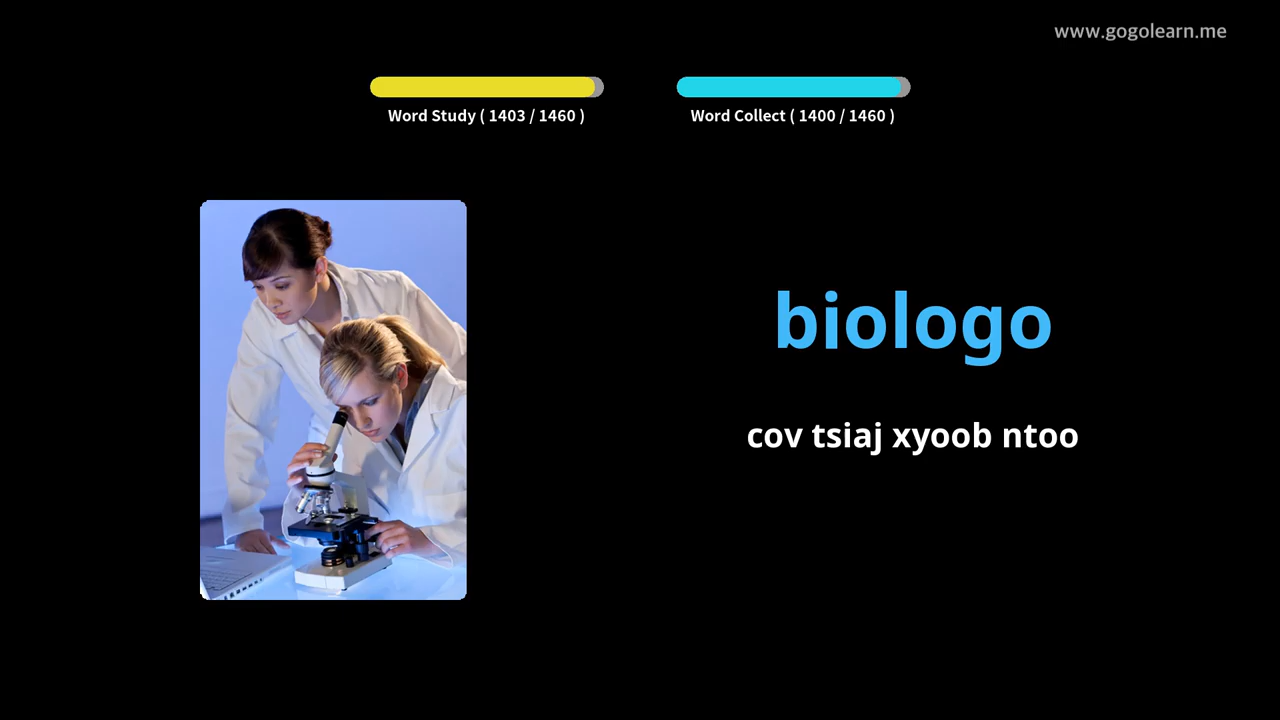 www.gogolearn.me
Word Study ( 1403 / 1460 )
Word Collect ( 1400 / 1460 )
biologo
cov tsiaj xyoob ntoo